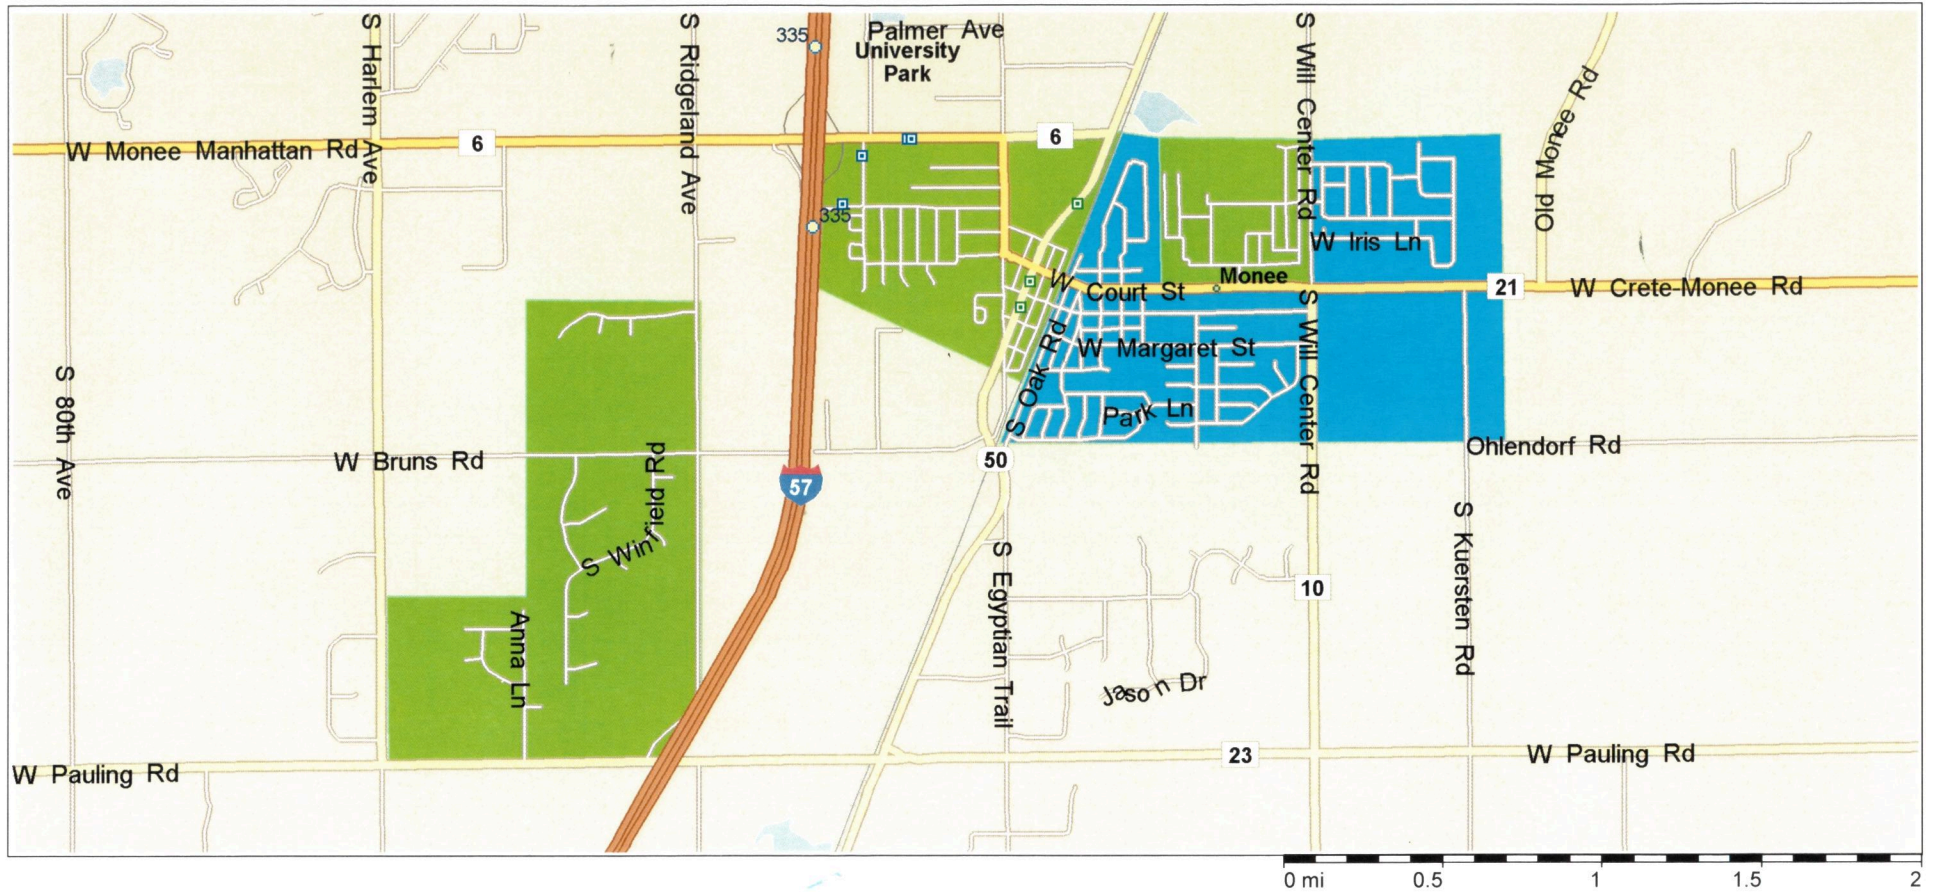 335
Palmer Ave
University
Park
S Harlem Ave
S Ridgeland Ave
S Will Center Rd
Old Monee Rd
W Monee Manhattan Rd
6
6
335
W Iris Ln
Monee
W Court St
21
W Crete-Monee Rd
S Oak Rd
W Margaret St
S Will Center Rd
Park Ln
S 80th Ave
W Bruns Rd
50
Ohlendorf Rd
57
S Winfield Rd
S Egyptian Trail
S Kuersten Rd
10
Anna Ln
Jason Dr
W Pauling Rd
23
W Pauling Rd
0 mi 0.5 1 1.5 2